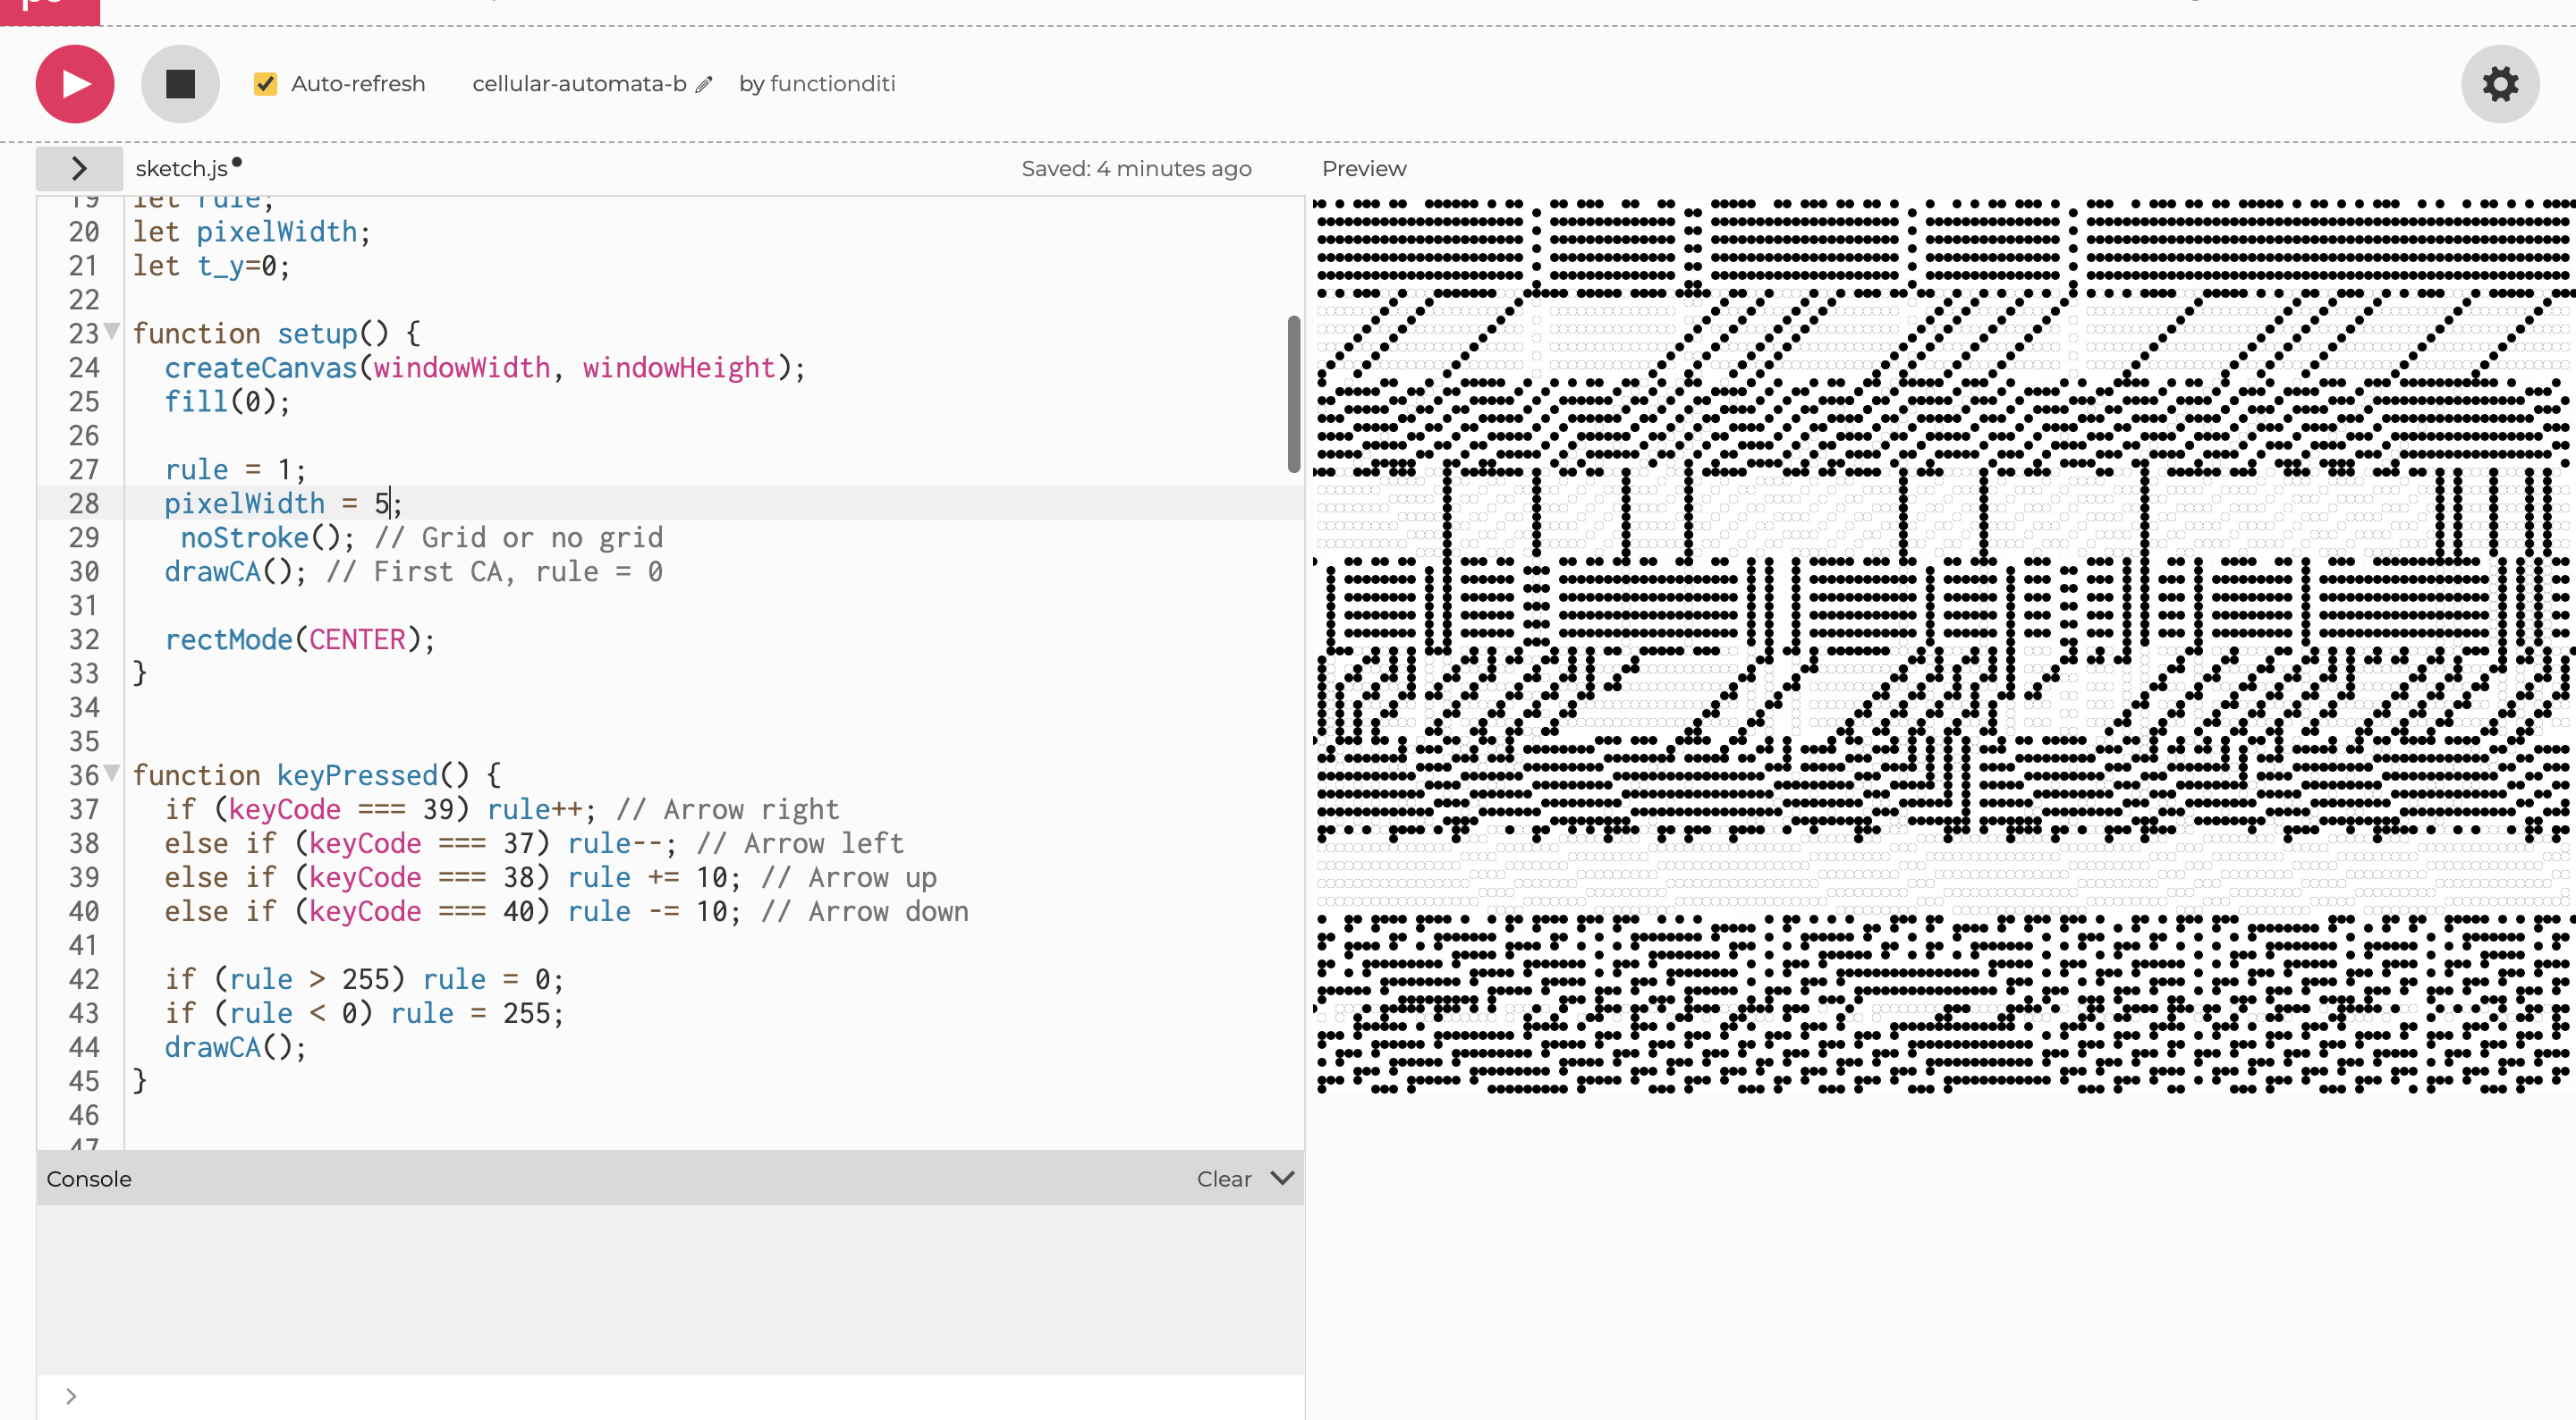 Auto-refresh cellular-automata-b by functionditi
sketch.js Saved: 4 minutes ago Preview
19 let rule;
20 let pixelWidth;
21 let t_y=0;
22
23 function setup() {
24 createCanvas(windowWidth, windowHeight);
25 fill(0);
26
27 rule = 1;
28 pixelWidth = 5;
29 noStroke(); // Grid or no grid
30 drawCA(); // First CA, rule = 0
31
32 rectMode(CENTER);
33 }
34
35
36 function keyPressed() {
37 if (keyCode === 39) rule++; // Arrow right
38 else if (keyCode === 37) rule--; // Arrow left
39 else if (keyCode === 38) rule += 10; // Arrow up
40 else if (keyCode === 40) rule -= 10; // Arrow down
41
42 if (rule > 255) rule = 0;
43 if (rule < 0) rule = 255;
44 drawCA();
45 }
46
47
Console Clear
>